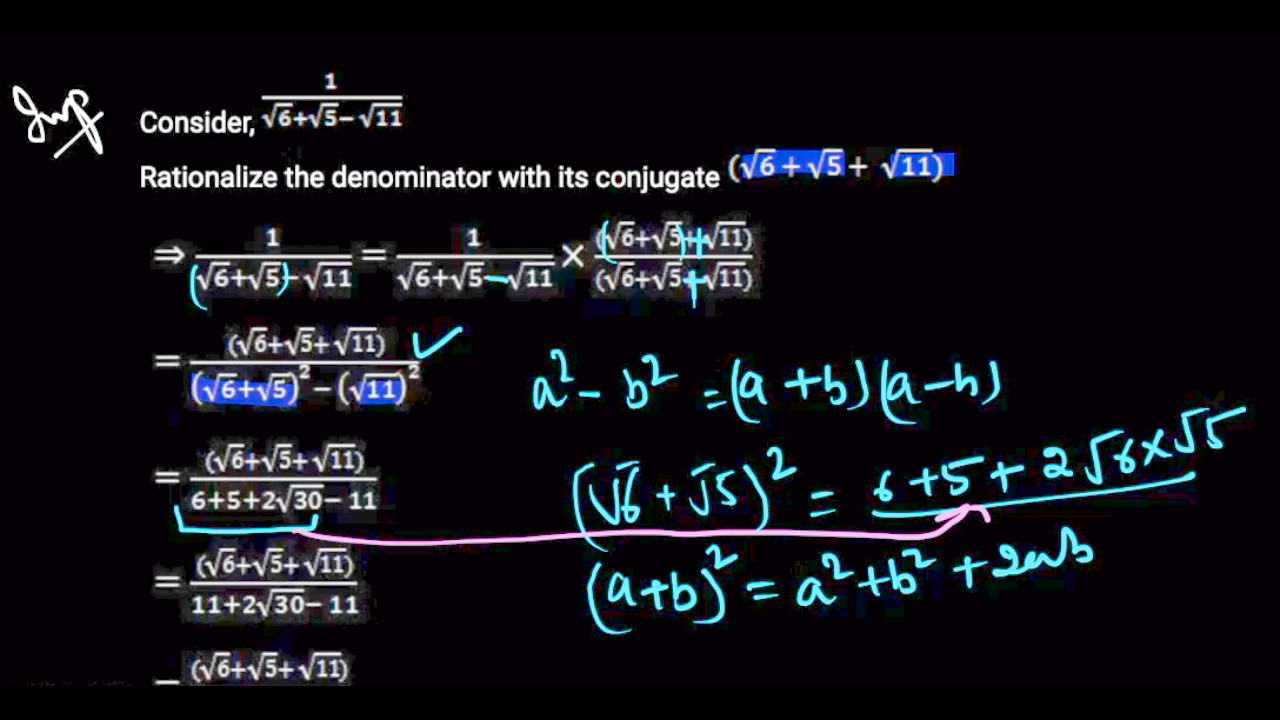 Imp
Consider, 1/(√6+√5−√11)
Rationalize the denominator with its conjugate (√6 + √5 + √11)
⇒ 1/((√6+√5)−√11) = 1/(√6+√5−√11) × ((√6+√5)+√11)/(√6+√5+√11)
= (√6+√5+√11)/((√6+√5)² − (√11)²) ✓
a² − b² = (a + b)(a − b)
= (√6+√5+√11)/(6+5+2√30 − 11)
(√6 + √5)² = 6 + 5 + 2√6 × √5
= (√6+√5+√11)/(11+2√30− 11)
(a+b)² = a² + b² + 2ab
= (√6+√5+√11)